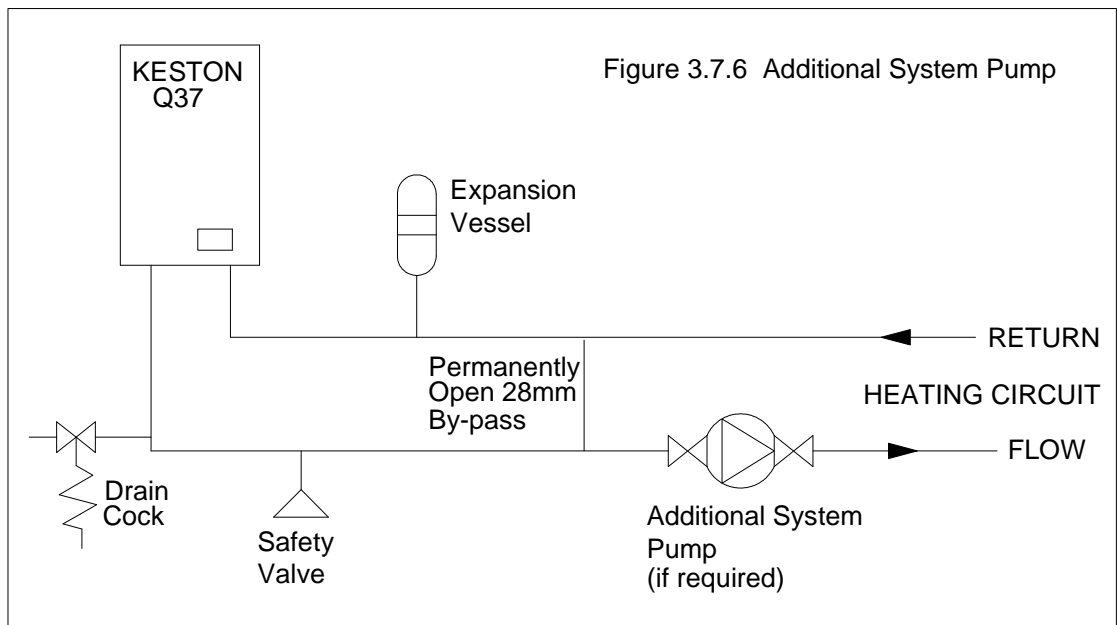 KESTON
Q37
Figure 3.7.6  Additional System Pump
Expansion
Vessel
RETURN
Permanently
Open 28mm
By-pass
HEATING CIRCUIT
FLOW
Drain
Cock
Safety
Valve
Additional System
Pump
(if required)